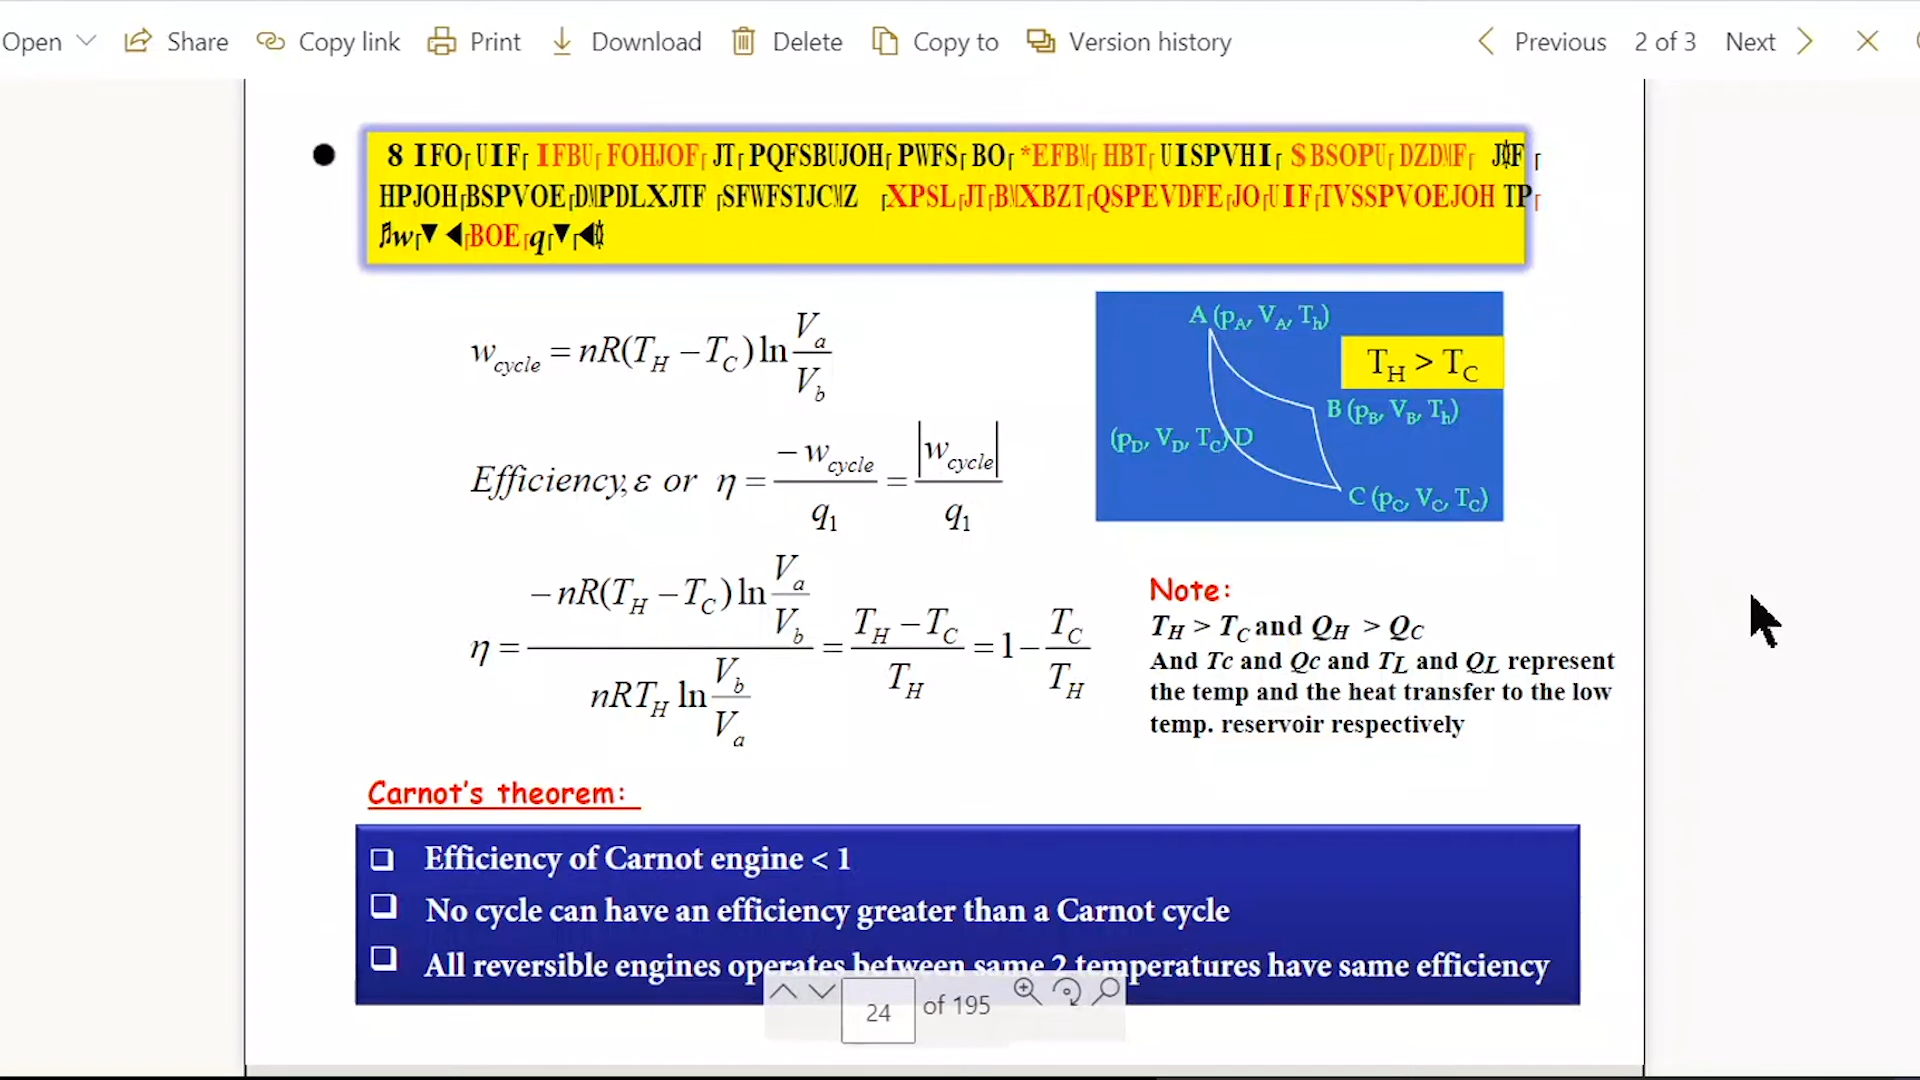 Open Share Copy link Print Download Delete Copy to Version history Previous 2 of 3 Next
8 IFO UIF IFBU FOHJOF JT PQFSBUJOH PWFS BO *EFBM HBT UISPVHI $BSOPU DZDMF
HPJOH BSPVOE DMPDLXJTF SFWFSTJCMZ XPSL JT BMXBZT QSPEVDFE JO UIF TVSSPVOEJOH TP
w ▼ ◀ BOE q ▼ ◀
w_cycle = nR(T_H − T_C) ln V_a / V_b
Efficiency, ε or η = −w_cycle / q_1 = |w_cycle| / q_1
η = −nR(T_H − T_C) ln V_a / V_b / nRT_H ln V_b / V_a = T_H − T_C / T_H = 1 − T_C / T_H
A (p_A, V_A, T_h)
T_H > T_C
B (p_B, V_B, T_h)
(p_D, V_D, T_C) D
C (p_C, V_C, T_C)
Note:
T_H > T_C and Q_H > Q_C
And Tc and Qc and T_L and Q_L represent
the temp and the heat transfer to the low
temp. reservoir respectively
Carnot's theorem:
❑ Efficiency of Carnot engine < 1
❑ No cycle can have an efficiency greater than a Carnot cycle
❑ All reversible engines operates between same 2 temperatures have same efficiency
24 of 195